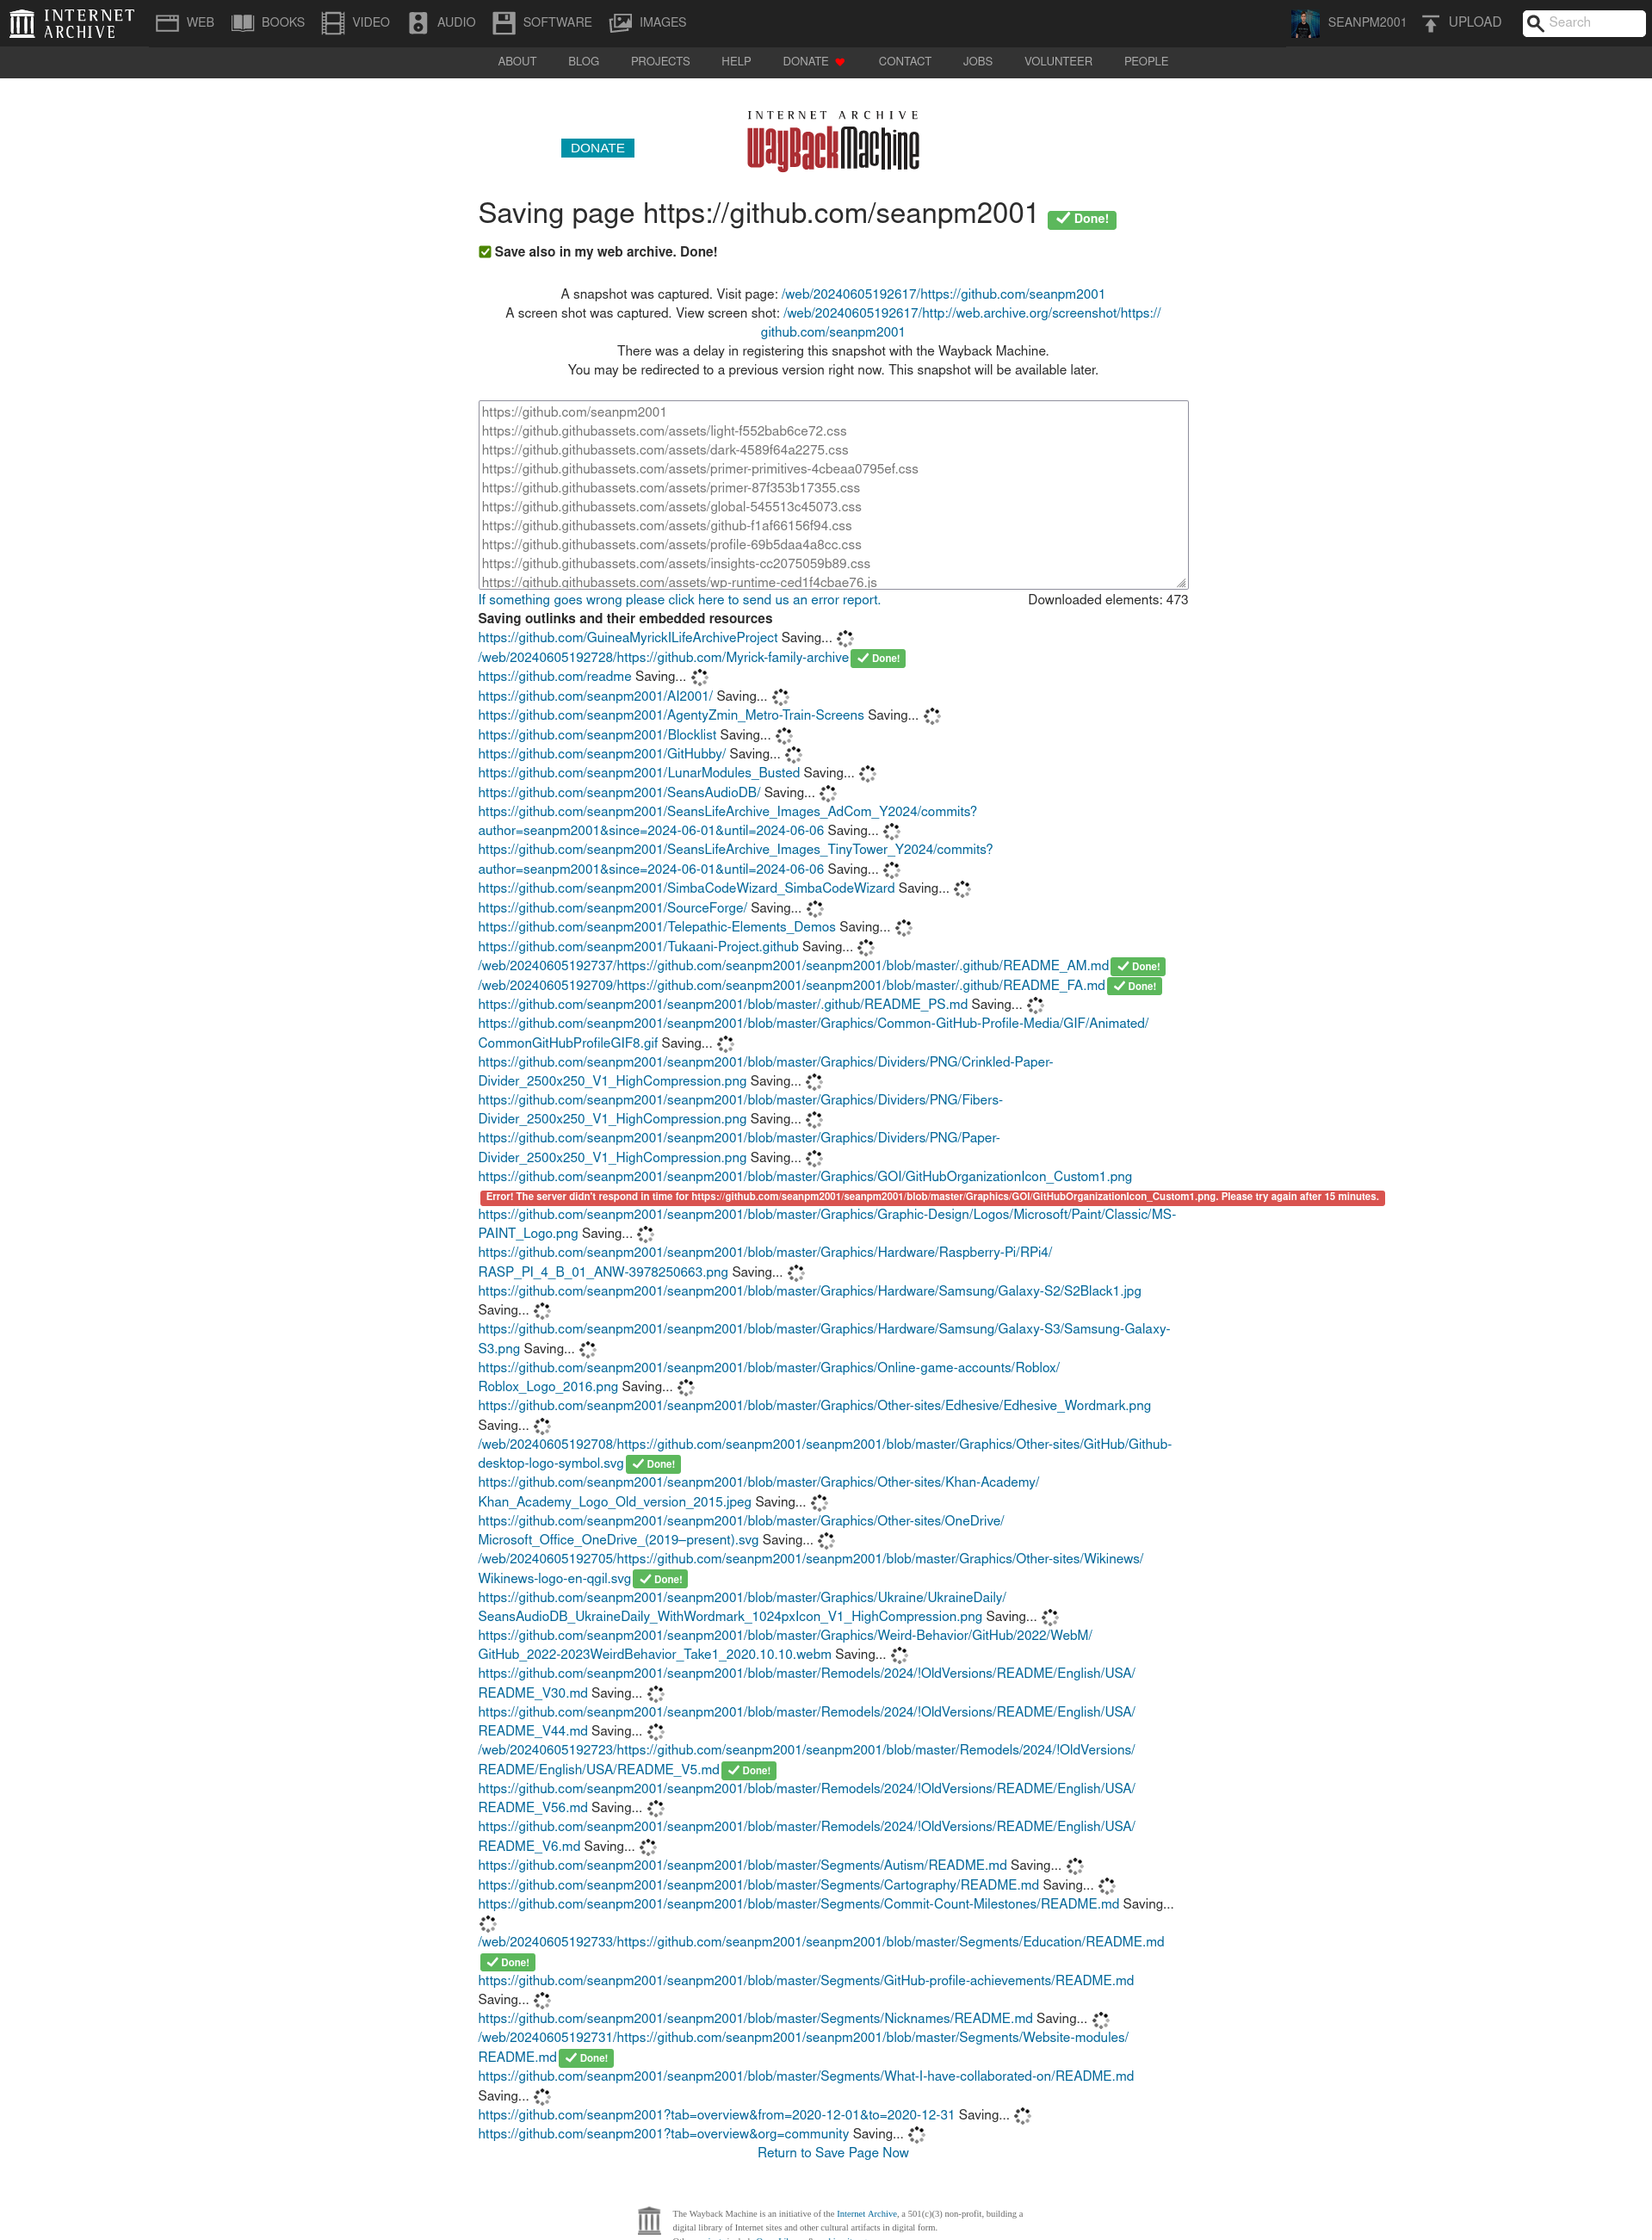 INTERNET ARCHIVE
WEB BOOKS VIDEO AUDIO SOFTWARE IMAGES SEANPM2001 UPLOAD Search
ABOUT BLOG PROJECTS HELP DONATE CONTACT JOBS VOLUNTEER PEOPLE
INTERNET ARCHIVE
DONATE
WayBackMachine
Saving page https://github.com/seanpm2001 Done!
Save also in my web archive. Done!
A snapshot was captured. Visit page: /web/20240605192617/https://github.com/seanpm2001
A screen shot was captured. View screen shot: /web/20240605192617/http://web.archive.org/screenshot/https://
github.com/seanpm2001
There was a delay in registering this snapshot with the Wayback Machine.
You may be redirected to a previous version right now. This snapshot will be available later.
https://github.com/seanpm2001
https://github.githubassets.com/assets/light-f552bab6ce72.css
https://github.githubassets.com/assets/dark-4589f64a2275.css
https://github.githubassets.com/assets/primer-primitives-4cbeaa0795ef.css
https://github.githubassets.com/assets/primer-87f353b17355.css
https://github.githubassets.com/assets/global-545513c45073.css
https://github.githubassets.com/assets/github-f1af66156f94.css
https://github.githubassets.com/assets/profile-69b5daa4a8cc.css
https://github.githubassets.com/assets/insights-cc2075059b89.css
https://github.githubassets.com/assets/wp-runtime-ced1f4cbae76.js
If something goes wrong please click here to send us an error report. Downloaded elements: 473
Saving outlinks and their embedded resources
https://github.com/GuineaMyrickILifeArchiveProject Saving...
/web/20240605192728/https://github.com/Myrick-family-archive Done!
https://github.com/readme Saving...
https://github.com/seanpm2001/AI2001/ Saving...
https://github.com/seanpm2001/AgentyZmin_Metro-Train-Screens Saving...
https://github.com/seanpm2001/Blocklist Saving...
https://github.com/seanpm2001/GitHubby/ Saving...
https://github.com/seanpm2001/LunarModules_Busted Saving...
https://github.com/seanpm2001/SeansAudioDB/ Saving...
https://github.com/seanpm2001/SeansLifeArchive_Images_AdCom_Y2024/commits?
author=seanpm2001&since=2024-06-01&until=2024-06-06 Saving...
https://github.com/seanpm2001/SeansLifeArchive_Images_TinyTower_Y2024/commits?
author=seanpm2001&since=2024-06-01&until=2024-06-06 Saving...
https://github.com/seanpm2001/SimbaCodeWizard_SimbaCodeWizard Saving...
https://github.com/seanpm2001/SourceForge/ Saving...
https://github.com/seanpm2001/Telepathic-Elements_Demos Saving...
https://github.com/seanpm2001/Tukaani-Project.github Saving...
/web/20240605192737/https://github.com/seanpm2001/seanpm2001/blob/master/.github/README_AM.md Done!
/web/20240605192709/https://github.com/seanpm2001/seanpm2001/blob/master/.github/README_FA.md Done!
https://github.com/seanpm2001/seanpm2001/blob/master/.github/README_PS.md Saving...
https://github.com/seanpm2001/seanpm2001/blob/master/Graphics/Common-GitHub-Profile-Media/GIF/Animated/
CommonGitHubProfileGIF8.gif Saving...
https://github.com/seanpm2001/seanpm2001/blob/master/Graphics/Dividers/PNG/Crinkled-Paper-
Divider_2500x250_V1_HighCompression.png Saving...
https://github.com/seanpm2001/seanpm2001/blob/master/Graphics/Dividers/PNG/Fibers-
Divider_2500x250_V1_HighCompression.png Saving...
https://github.com/seanpm2001/seanpm2001/blob/master/Graphics/Dividers/PNG/Paper-
Divider_2500x250_V1_HighCompression.png Saving...
https://github.com/seanpm2001/seanpm2001/blob/master/Graphics/GOI/GitHubOrganizationIcon_Custom1.png
Error! The server didn't respond in time for https://github.com/seanpm2001/seanpm2001/blob/master/Graphics/GOI/GitHubOrganizationIcon_Custom1.png. Please try again after 15 minutes.
https://github.com/seanpm2001/seanpm2001/blob/master/Graphics/Graphic-Design/Logos/Microsoft/Paint/Classic/MS-
PAINT_Logo.png Saving...
https://github.com/seanpm2001/seanpm2001/blob/master/Graphics/Hardware/Raspberry-Pi/RPi4/
RASP_PI_4_B_01_ANW-3978250663.png Saving...
https://github.com/seanpm2001/seanpm2001/blob/master/Graphics/Hardware/Samsung/Galaxy-S2/S2Black1.jpg
Saving...
https://github.com/seanpm2001/seanpm2001/blob/master/Graphics/Hardware/Samsung/Galaxy-S3/Samsung-Galaxy-
S3.png Saving...
https://github.com/seanpm2001/seanpm2001/blob/master/Graphics/Online-game-accounts/Roblox/
Roblox_Logo_2016.png Saving...
https://github.com/seanpm2001/seanpm2001/blob/master/Graphics/Other-sites/Edhesive/Edhesive_Wordmark.png
Saving...
/web/20240605192708/https://github.com/seanpm2001/seanpm2001/blob/master/Graphics/Other-sites/GitHub/Github-
desktop-logo-symbol.svg Done!
https://github.com/seanpm2001/seanpm2001/blob/master/Graphics/Other-sites/Khan-Academy/
Khan_Academy_Logo_Old_version_2015.jpeg Saving...
https://github.com/seanpm2001/seanpm2001/blob/master/Graphics/Other-sites/OneDrive/
Microsoft_Office_OneDrive_(2019–present).svg Saving...
/web/20240605192705/https://github.com/seanpm2001/seanpm2001/blob/master/Graphics/Other-sites/Wikinews/
Wikinews-logo-en-qgil.svg Done!
https://github.com/seanpm2001/seanpm2001/blob/master/Graphics/Ukraine/UkraineDaily/
SeansAudioDB_UkraineDaily_WithWordmark_1024pxIcon_V1_HighCompression.png Saving...
https://github.com/seanpm2001/seanpm2001/blob/master/Graphics/Weird-Behavior/GitHub/2022/WebM/
GitHub_2022-2023WeirdBehavior_Take1_2020.10.10.webm Saving...
https://github.com/seanpm2001/seanpm2001/blob/master/Remodels/2024/!OldVersions/README/English/USA/
README_V30.md Saving...
https://github.com/seanpm2001/seanpm2001/blob/master/Remodels/2024/!OldVersions/README/English/USA/
README_V44.md Saving...
/web/20240605192723/https://github.com/seanpm2001/seanpm2001/blob/master/Remodels/2024/!OldVersions/
README/English/USA/README_V5.md Done!
https://github.com/seanpm2001/seanpm2001/blob/master/Remodels/2024/!OldVersions/README/English/USA/
README_V56.md Saving...
https://github.com/seanpm2001/seanpm2001/blob/master/Remodels/2024/!OldVersions/README/English/USA/
README_V6.md Saving...
https://github.com/seanpm2001/seanpm2001/blob/master/Segments/Autism/README.md Saving...
https://github.com/seanpm2001/seanpm2001/blob/master/Segments/Cartography/README.md Saving...
https://github.com/seanpm2001/seanpm2001/blob/master/Segments/Commit-Count-Milestones/README.md Saving...
/web/20240605192733/https://github.com/seanpm2001/seanpm2001/blob/master/Segments/Education/README.md
Done!
https://github.com/seanpm2001/seanpm2001/blob/master/Segments/GitHub-profile-achievements/README.md
Saving...
https://github.com/seanpm2001/seanpm2001/blob/master/Segments/Nicknames/README.md Saving...
/web/20240605192731/https://github.com/seanpm2001/seanpm2001/blob/master/Segments/Website-modules/
README.md Done!
https://github.com/seanpm2001/seanpm2001/blob/master/Segments/What-I-have-collaborated-on/README.md
Saving...
https://github.com/seanpm2001?tab=overview&from=2020-12-01&to=2020-12-31 Saving...
https://github.com/seanpm2001?tab=overview&org=community Saving...
Return to Save Page Now
The Wayback Machine is an initiative of the Internet Archive, a 501(c)(3) non-profit, building a
digital library of Internet sites and other cultural artifacts in digital form.